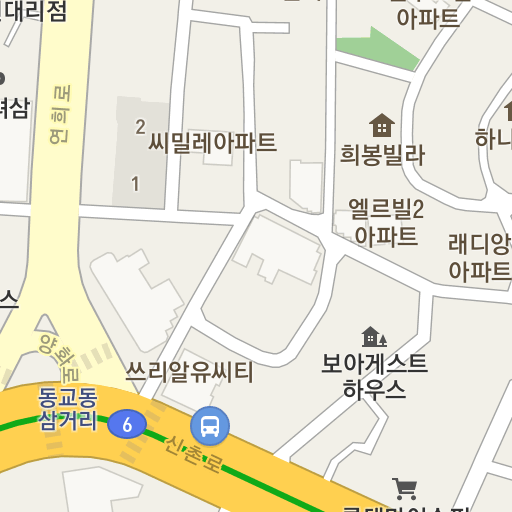 대리점
아파트
연희로
2
씨밀레아파트
희봉빌라
하니
1
엘르빌2
아파트
래디앙
아파트
스
양화로
보아게스트
하우스
쓰리알유씨티
동교동
삼거리
6
신촌로